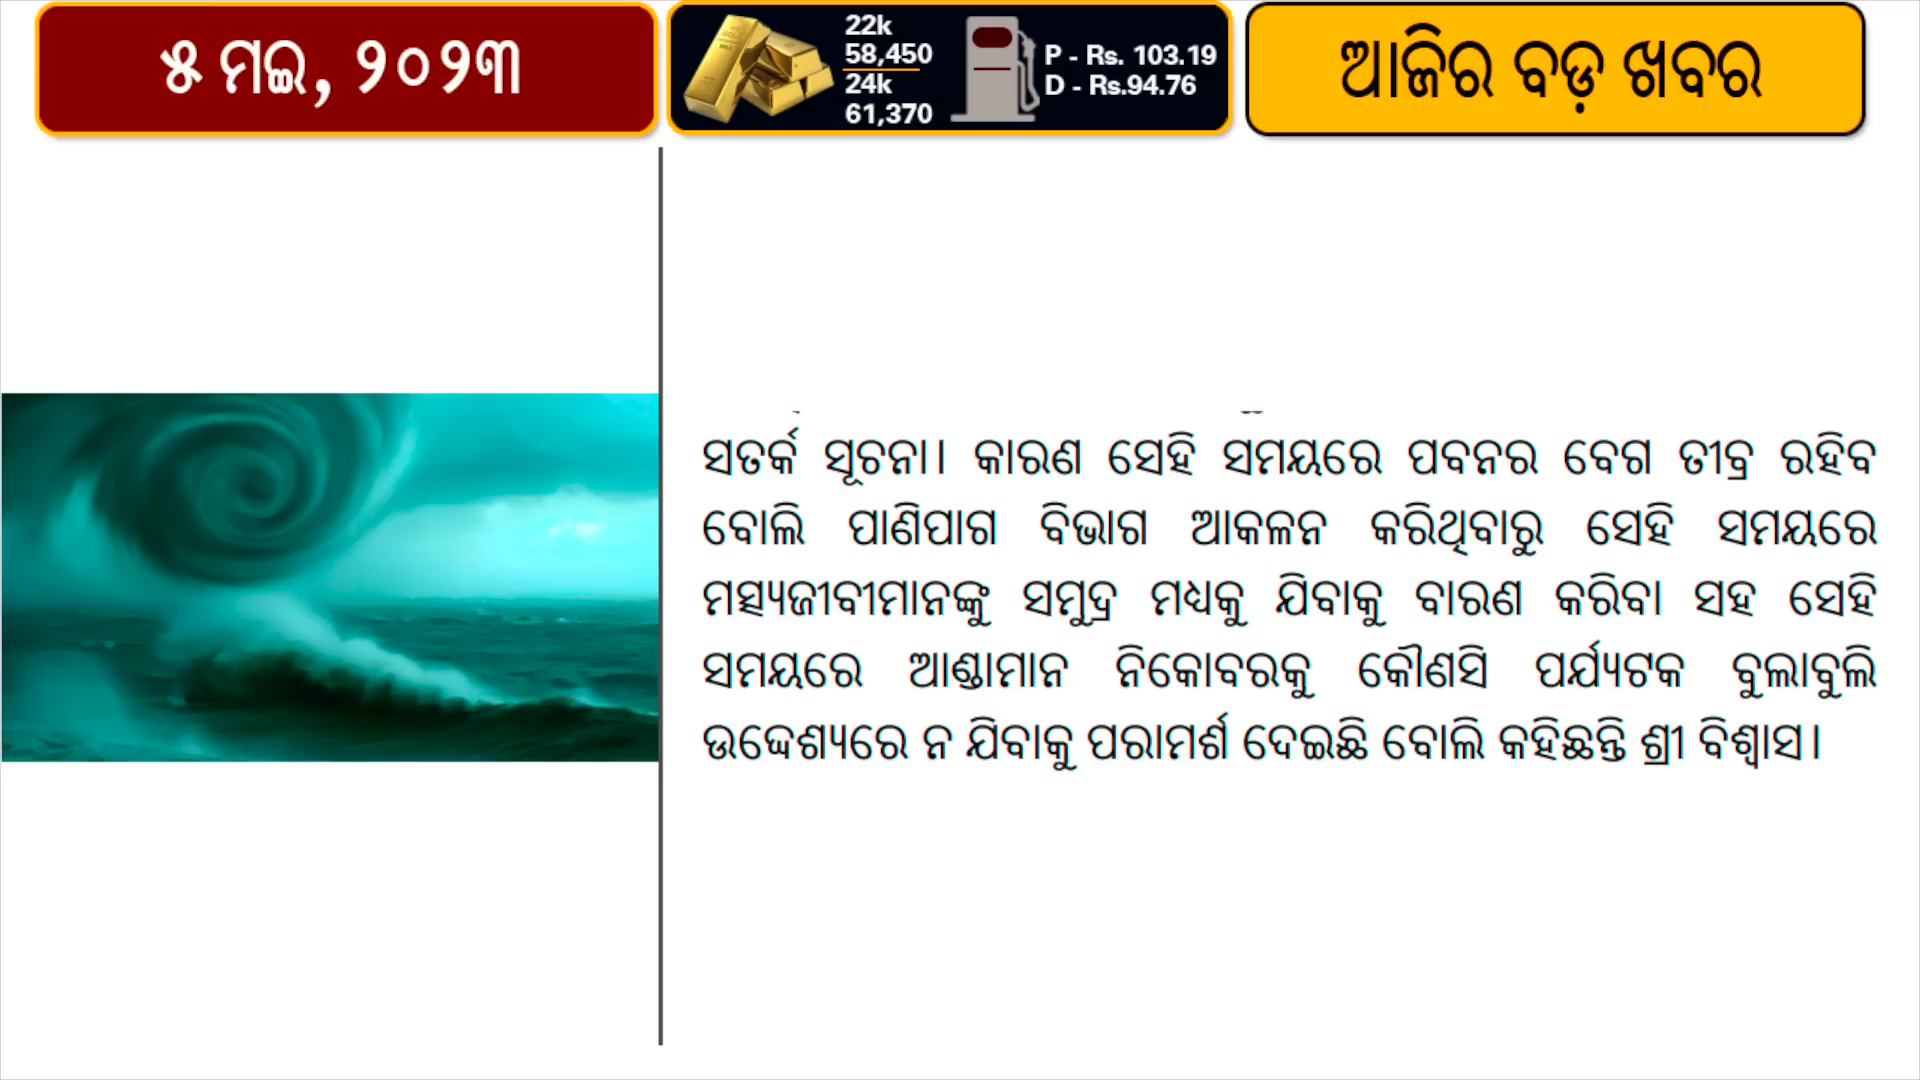 ୫ ମଇ, ୨୦୨୩
22k
58,450
24k
61,370
P - Rs. 103.19
D - Rs.94.76
ଆଜିର ବଡ଼ ଖବର
ସତର୍କ ସୂଚନା। କାରଣ ସେହି ସମୟରେ ପବନର ବେଗ ତୀବ୍ର ରହିବ
ବୋଲି ପାଣିପାଗ ବିଭାଗ ଆକଳନ କରିଥିବାରୁ ସେହି ସମୟରେ
ମତ୍ସ୍ୟଜୀବୀମାନଙ୍କୁ ସମୁଦ୍ର ମଧ୍ୟକୁ ଯିବାକୁ ବାରଣ କରିବା ସହ ସେହି
ସମୟରେ ଆଣ୍ଡାମାନ ନିକୋବରକୁ କୌଣସି ପର୍ଯ୍ୟଟକ ବୁଲାବୁଲି
ଉଦ୍ଦେଶ୍ୟରେ ନ ଯିବାକୁ ପରାମର୍ଶ ଦେଇଛି ବୋଲି କହିଛନ୍ତି ଶ୍ରୀ ବିଶ୍ୱାସ।